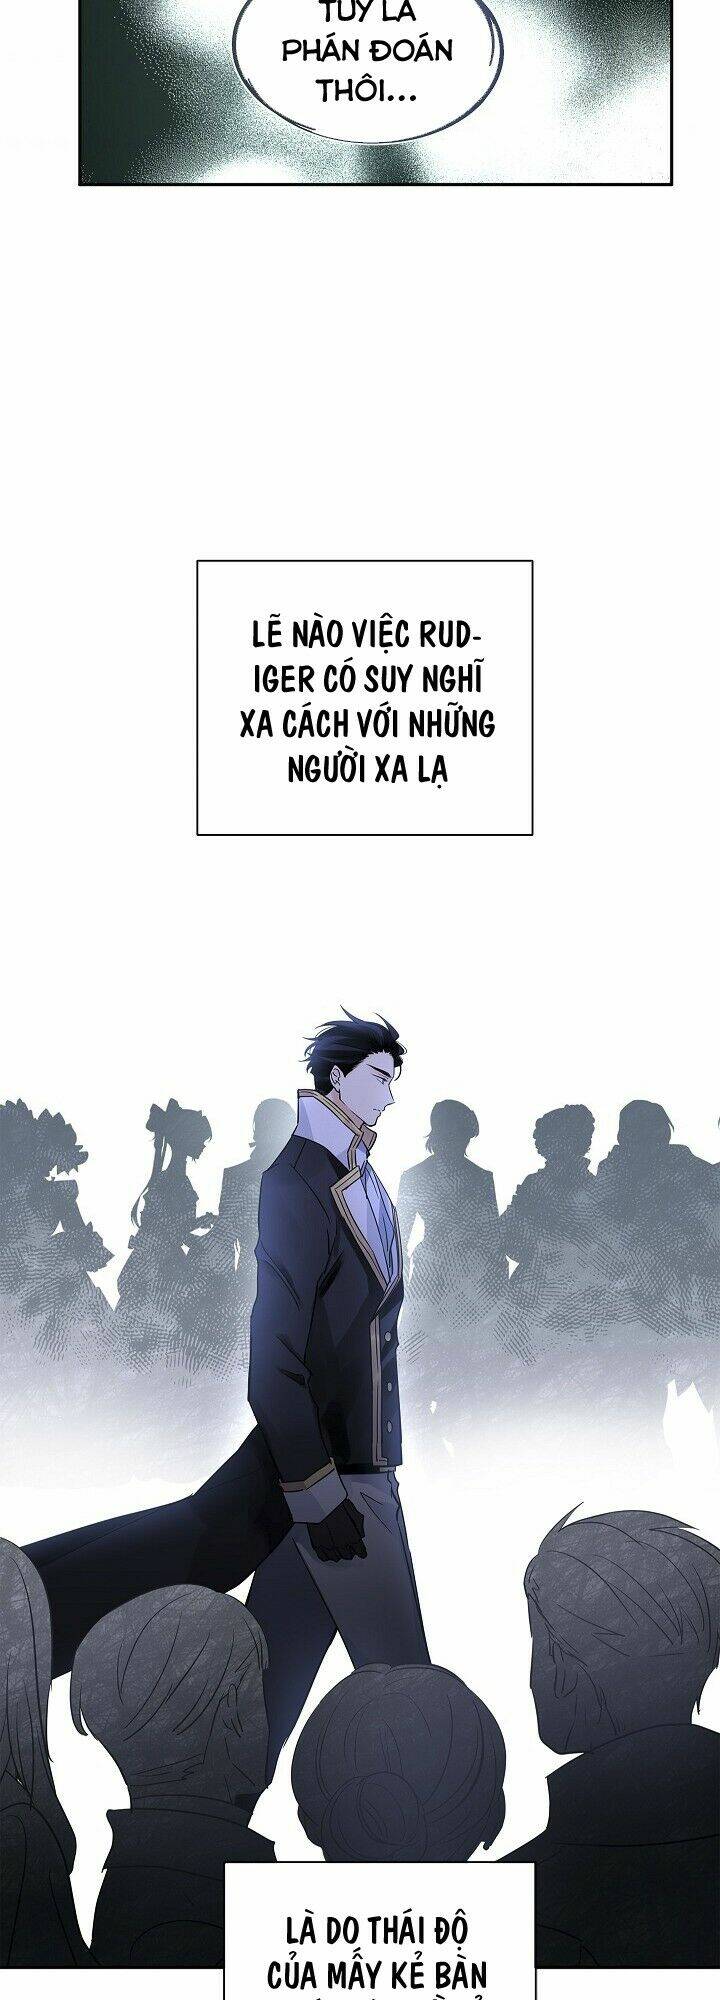 TUY LÀ
PHÁN ĐOÁN
THÔI...
LẼ NÀO VIỆC RUD-
IGER CÓ SUY NGHĨ
XA CÁCH VỚI NHỮNG
NGƯỜI XA LẠ
LÀ DO THÁI ĐỘ
CỦA MẤY KẺ BÀN